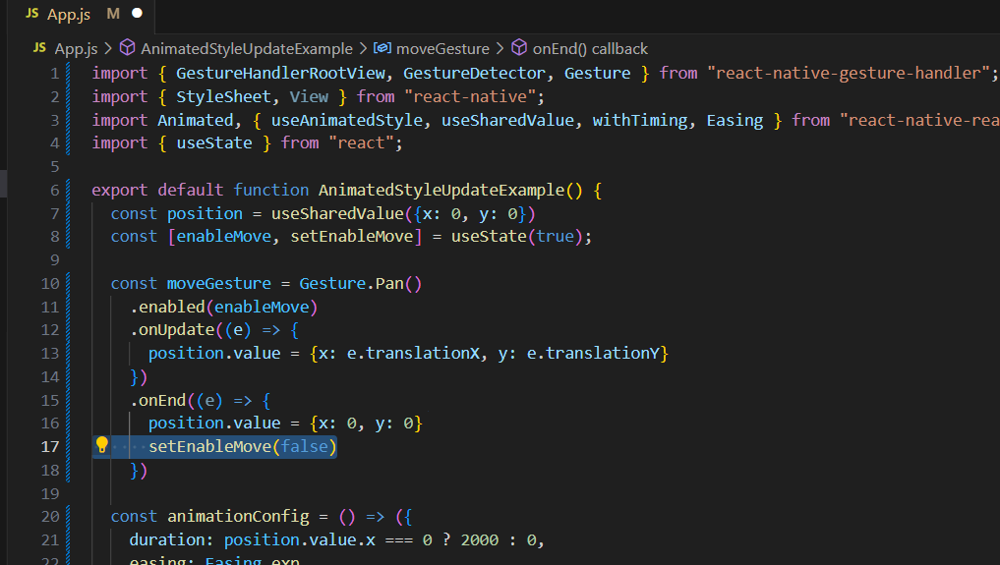 JS App.js M
JS App.js > AnimatedStyleUpdateExample > moveGesture > onEnd() callback
1 import { GestureHandlerRootView, GestureDetector, Gesture } from "react-native-gesture-handler";
2 import { StyleSheet, View } from "react-native";
3 import Animated, { useAnimatedStyle, useSharedValue, withTiming, Easing } from "react-native-rea
4 import { useState } from "react";
5
6 export default function AnimatedStyleUpdateExample() {
7 const position = useSharedValue({x: 0, y: 0})
8 const [enableMove, setEnableMove] = useState(true);
9
10 const moveGesture = Gesture.Pan()
11 .enabled(enableMove)
12 .onUpdate((e) => {
13 position.value = {x: e.translationX, y: e.translationY}
14 })
15 .onEnd((e) => {
16 position.value = {x: 0, y: 0}
17 setEnableMove(false)
18 })
19
20 const animationConfig = () => ({
21 duration: position.value.x === 0 ? 2000 : 0,
22 easing: Easing.exp